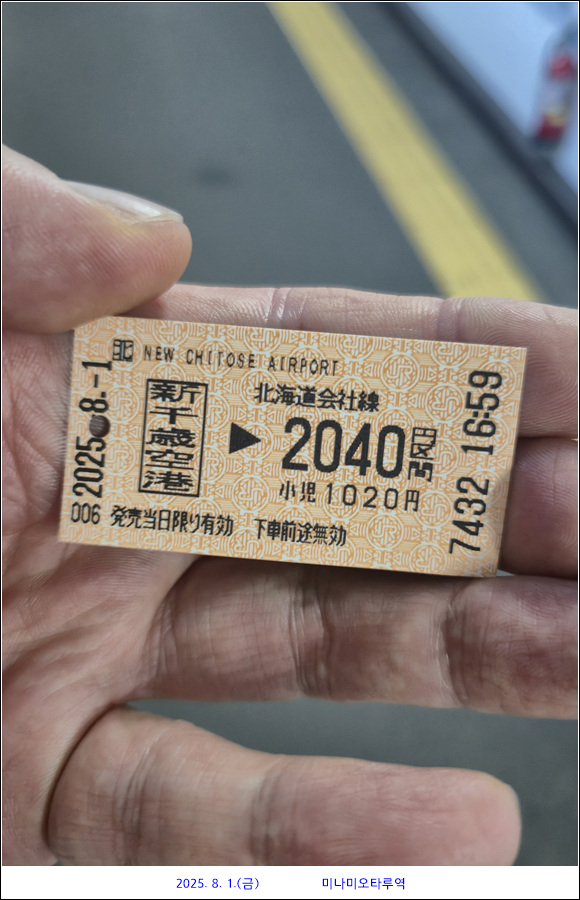 北 NEW CHITOSE AIRPORT
新千歳空港
北海道会社線
▶ 2040円区間
小児 1020円
2025.-8.-1
006 発売当日限り有効 下車前途無効
7432 16:59
2025. 8. 1.(금) 미나미오타루역